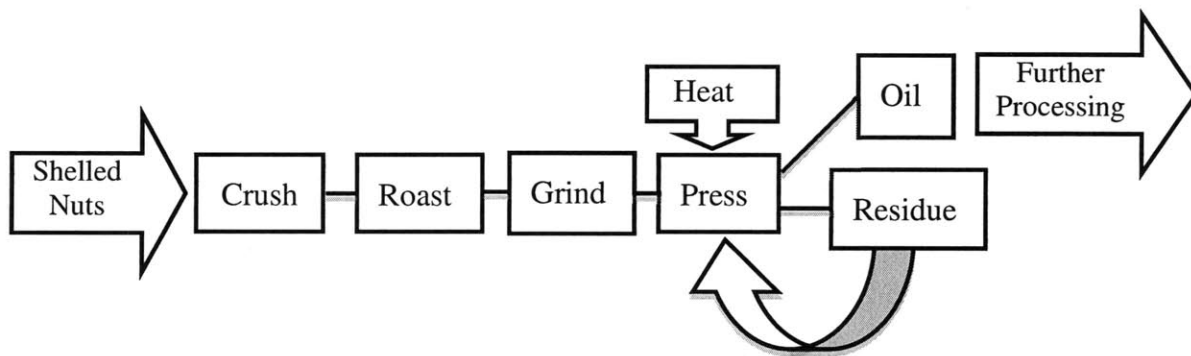 Shelled
Nuts
Crush
Roast
Grind
Heat
Press
Oil
Residue
Further
Processing